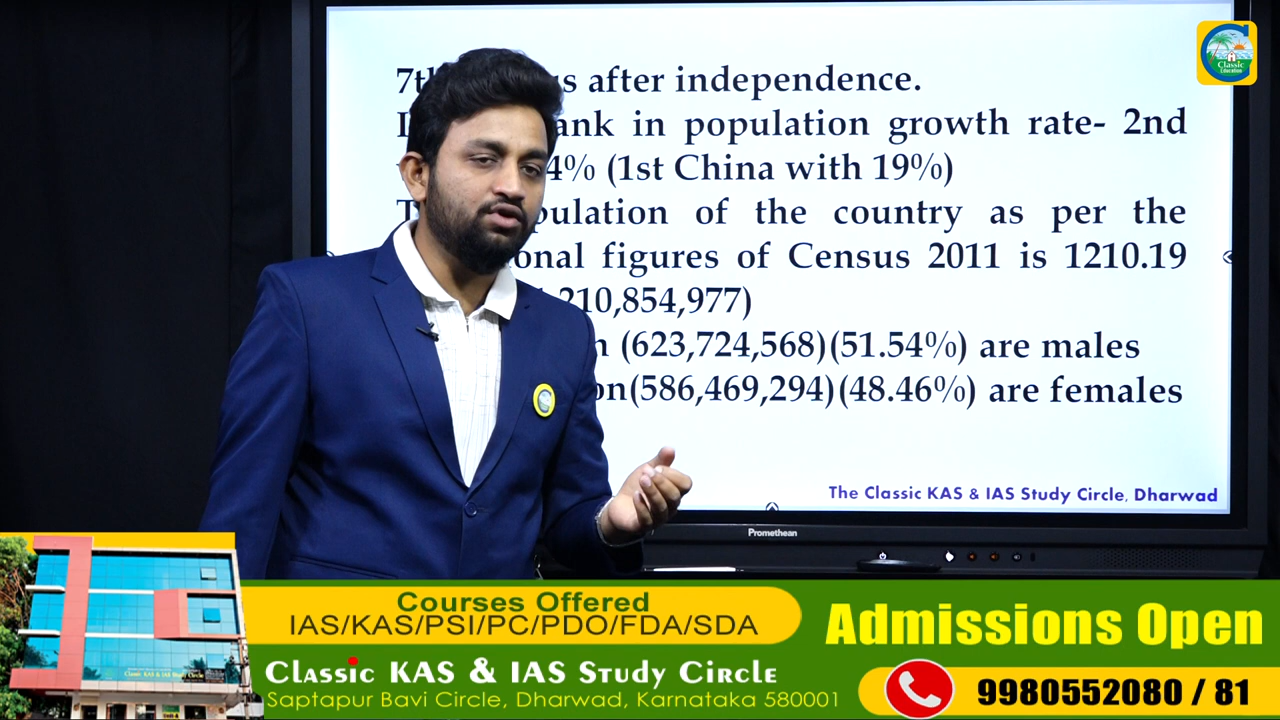 7th s after independence.
ank in population growth rate- 2nd
4% (1st China with 19%)
pulation of the country as per the
onal figures of Census 2011 is 1210.19
210,854,977)
n (623,724,568)(51.54%) are males
on(586,469,294)(48.46%) are females
The Classic KAS & IAS Study Circle, Dharwad
Classic
Education
Promethean
Courses Offered
IAS/KAS/PSI/PC/PDO/FDA/SDA
Admissions Open
Classic KAS & IAS Study Circle
Saptapur Bavi Circle, Dharwad, Karnataka 580001
9980552080 / 81